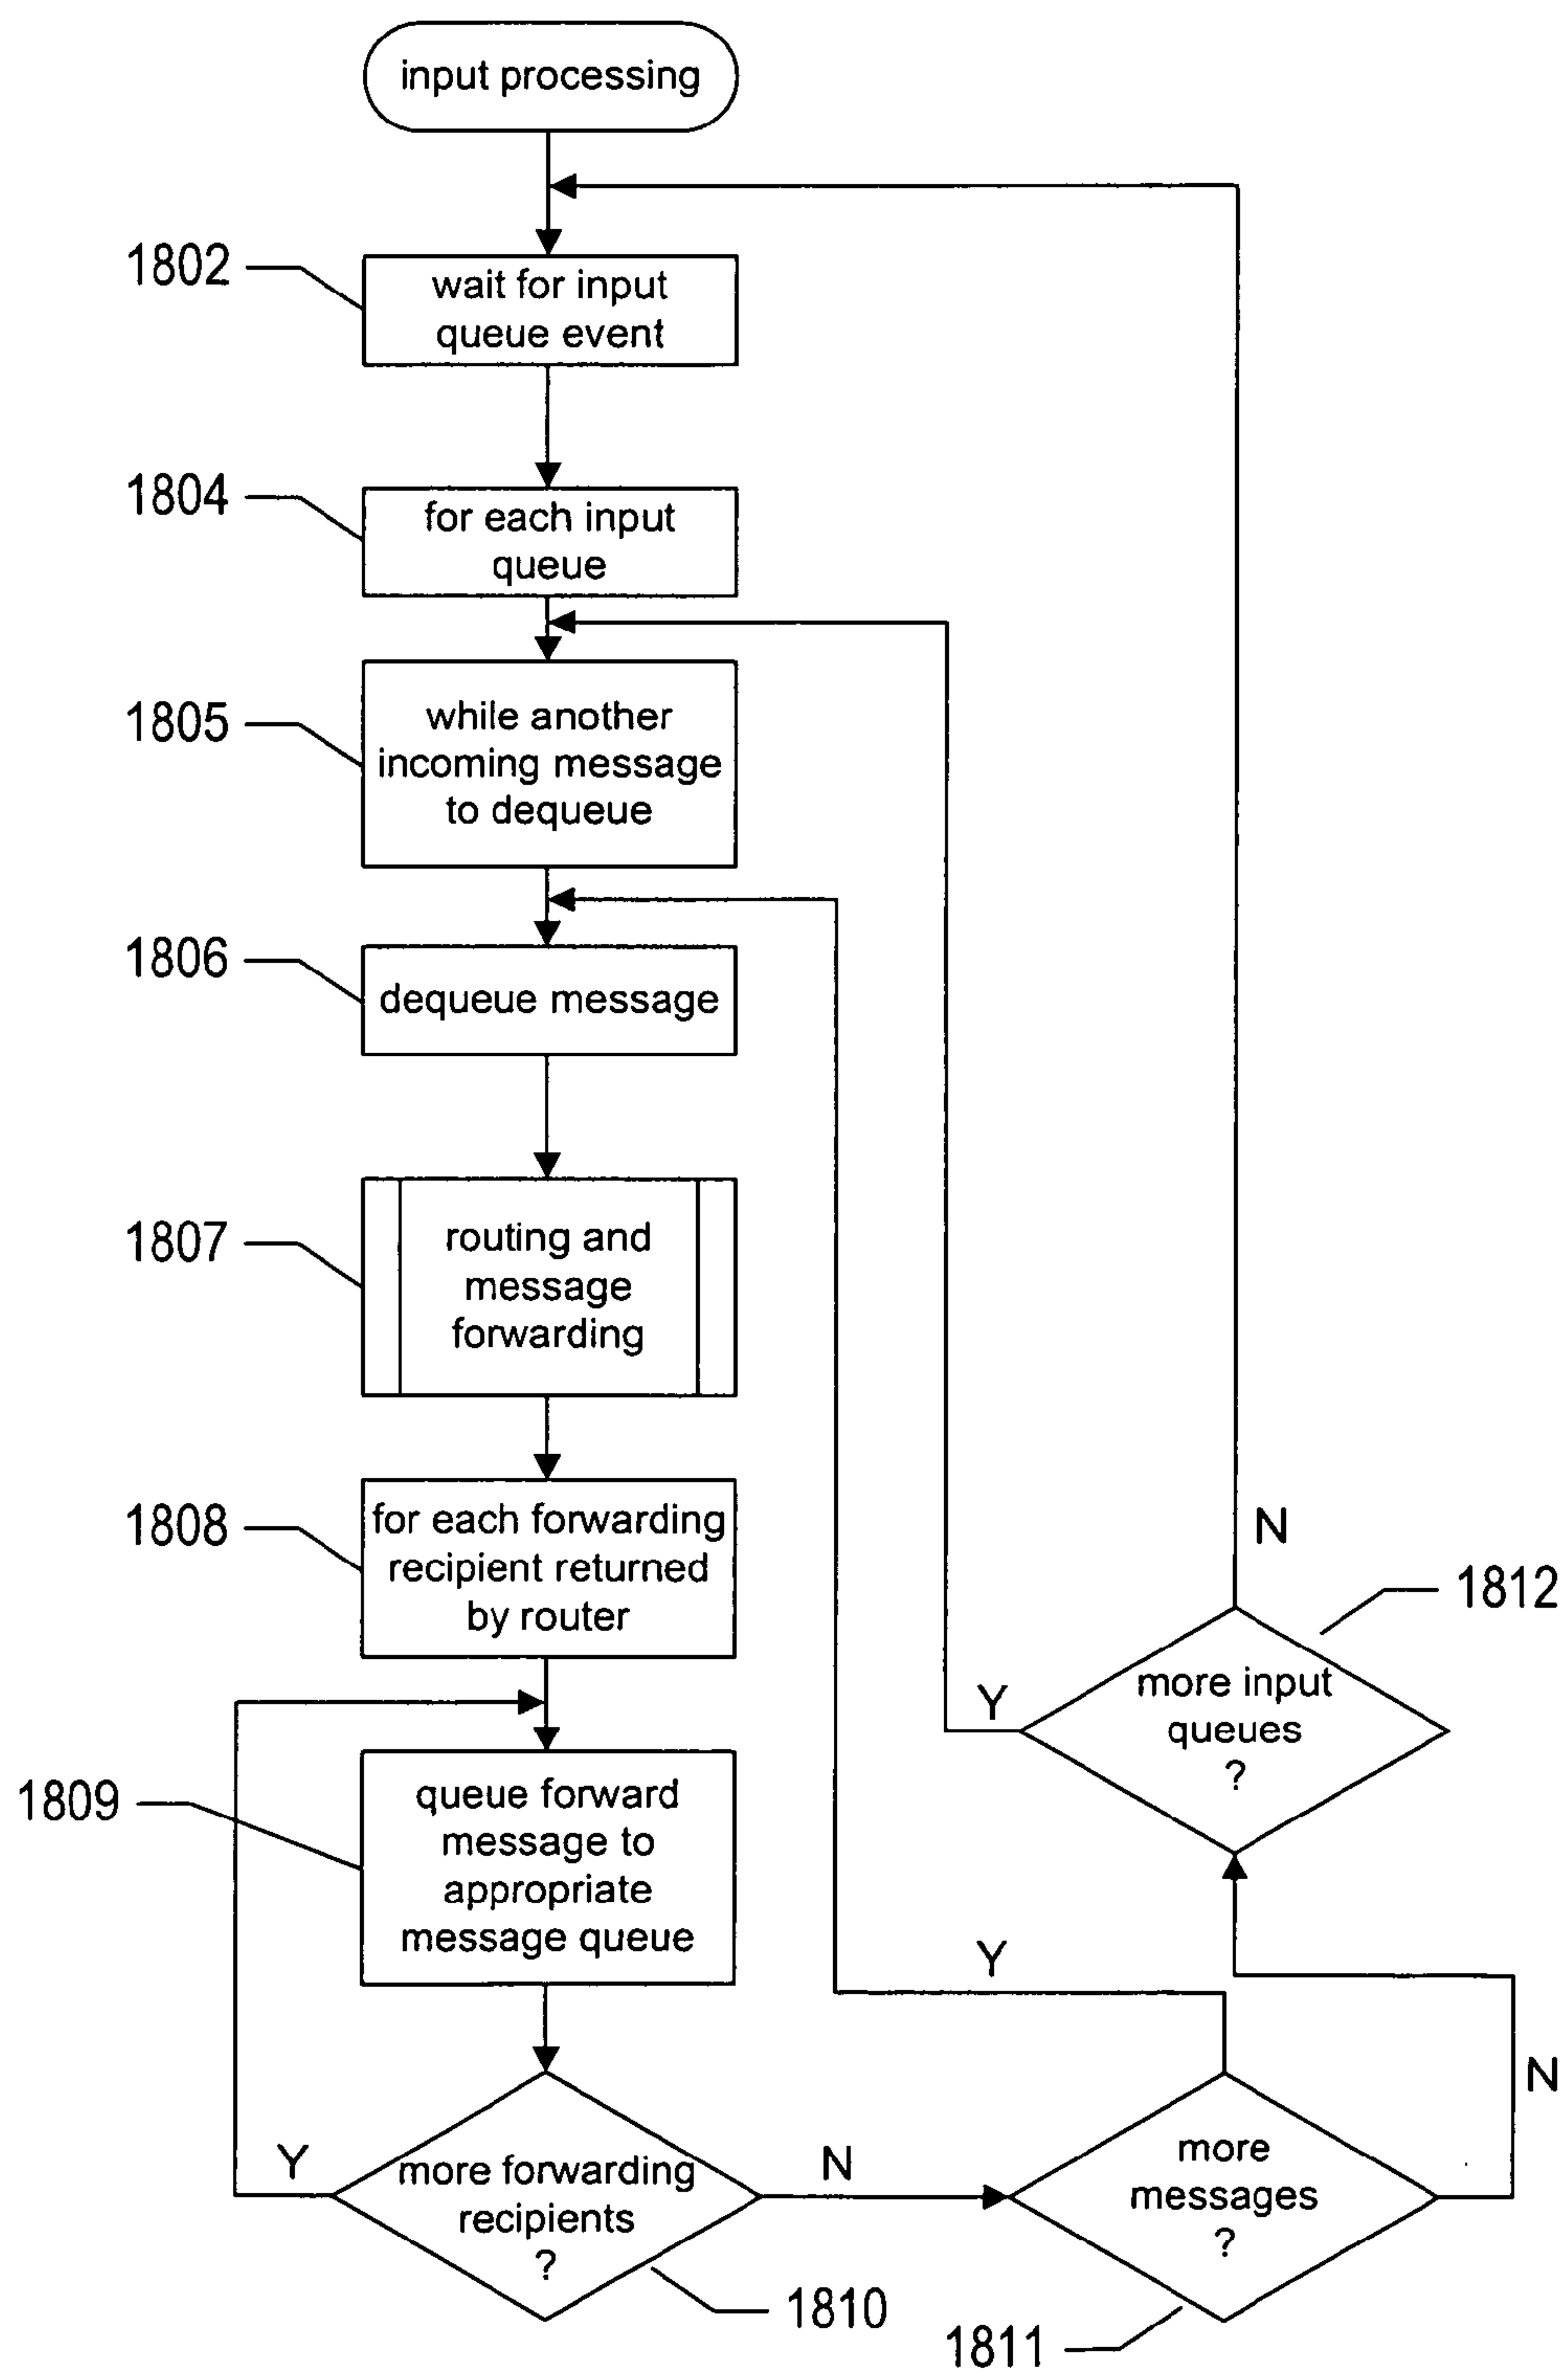 input processing
1802
wait for input
queue event
1804
for each input
queue
1805
while another
incoming message
to dequeue
1806
dequeue message
1807
routing and
message
forwarding
1808
for each forwarding
recipient returned
by router
N
1812
more input
queues
?
Y
1809
queue forward
message to
appropriate
message queue
Y
N
Y
more forwarding
recipients
?
N
more
messages
?
1810
1811